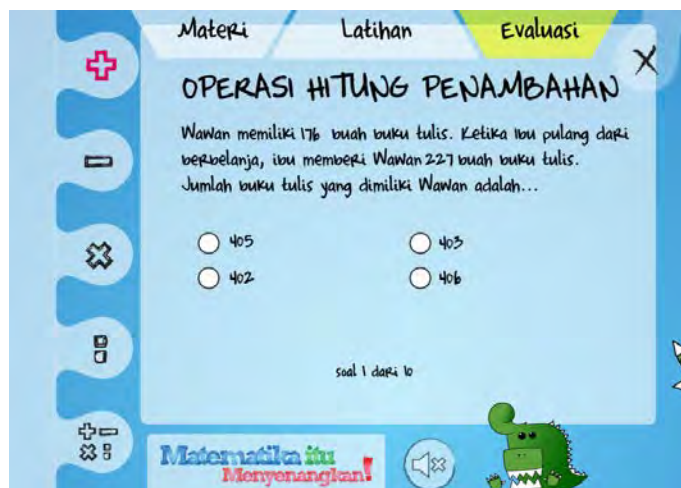 Materi Latihan Evaluasi
X
OPERASI HITUNG PENAMBAHAN
Wawan memiliki 176 buah buku tulis. Ketika Ibu pulang dari
berbelanja, ibu memberi Wawan 227 buah buku tulis.
Jumlah buku tulis yang dimiliki Wawan adalah...
405 403
402 406
soal 1 dari 10
Matematika itu
Menyenangkan!